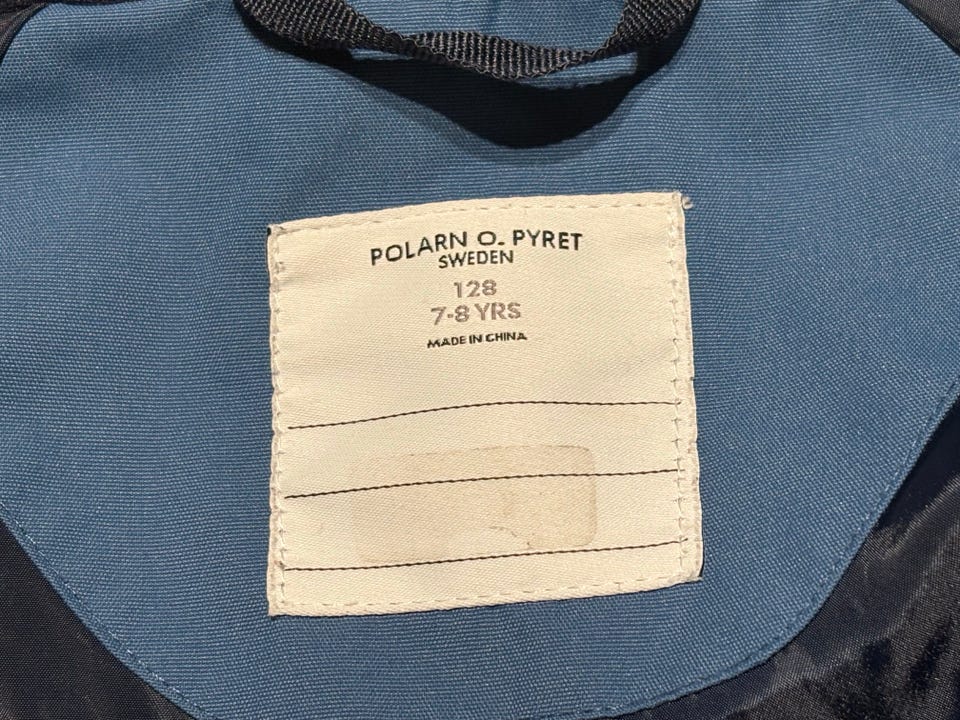 POLARN O. PYRET
SWEDEN
128
7-8 YRS
MADE IN CHINA